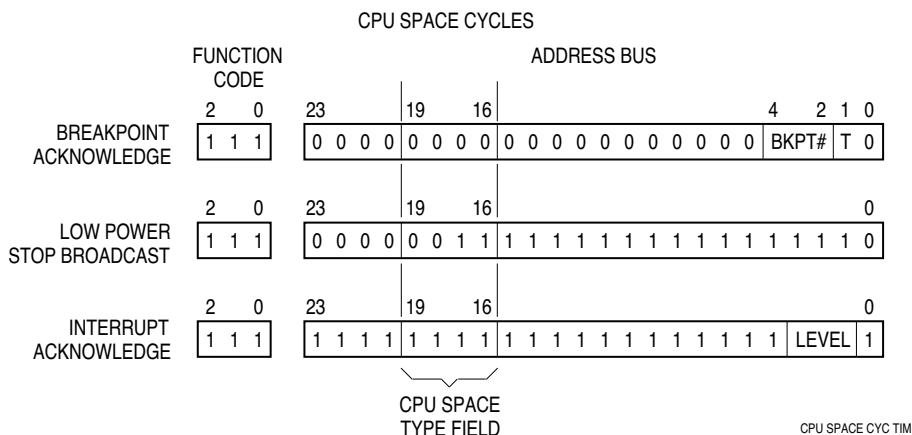 CPU SPACE CYCLES
FUNCTION CODE
ADDRESS BUS
2 0 23 19 16 4 2 1 0
BREAKPOINT
ACKNOWLEDGE
1 1 1 0 0 0 0 0 0 0 0 0 0 0 0 0 0 0 0 0 0 0 BKPT# T 0
2 0 23 19 16 0
LOW POWER
STOP BROADCAST
1 1 1 0 0 0 0 0 0 1 1 1 1 1 1 1 1 1 1 1 1 1 1 1 1 1 0
2 0 23 19 16 0
INTERRUPT
ACKNOWLEDGE
1 1 1 1 1 1 1 1 1 1 1 1 1 1 1 1 1 1 1 1 1 1 1 LEVEL 1
CPU SPACE
TYPE FIELD
CPU SPACE CYC TIM